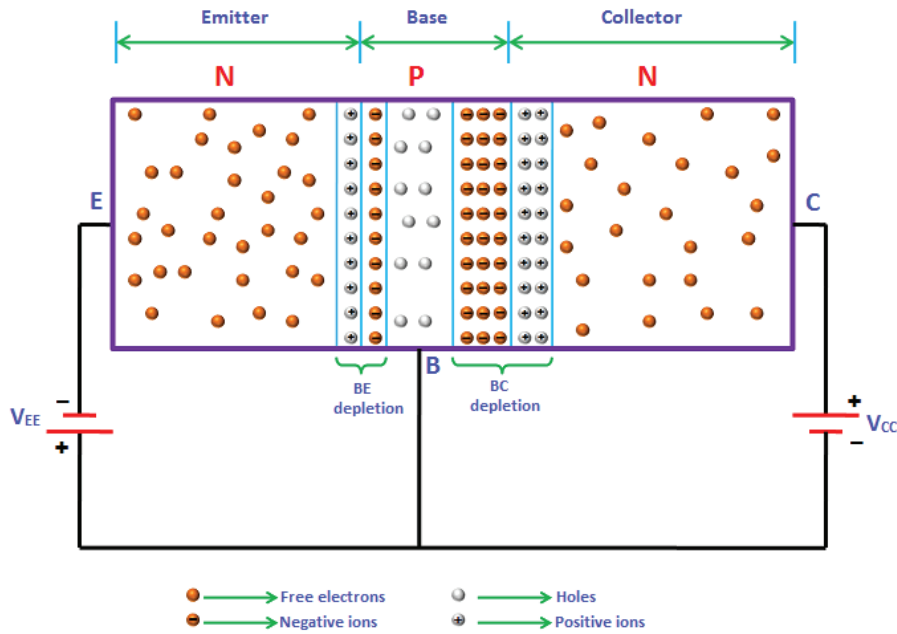 Emitter Base Collector
N P N
E C
B
BE depletion
BC depletion
− +
VEE VCC
+ −
Free electrons Holes
Negative ions Positive ions